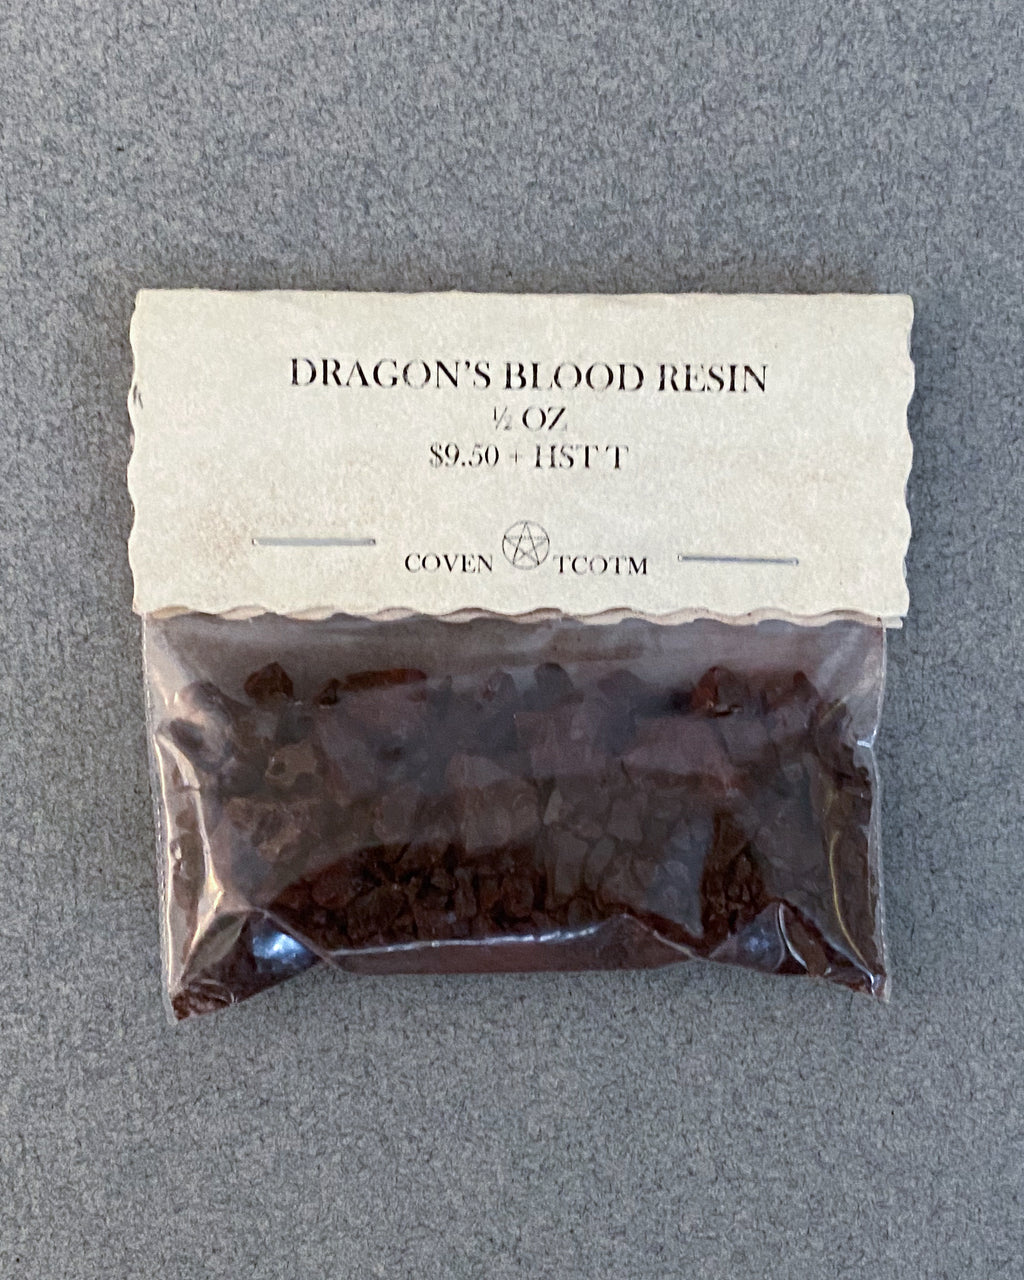 DRAGON'S BLOOD RESIN
½ OZ
$9.50 + HST T
COVEN TCOTM